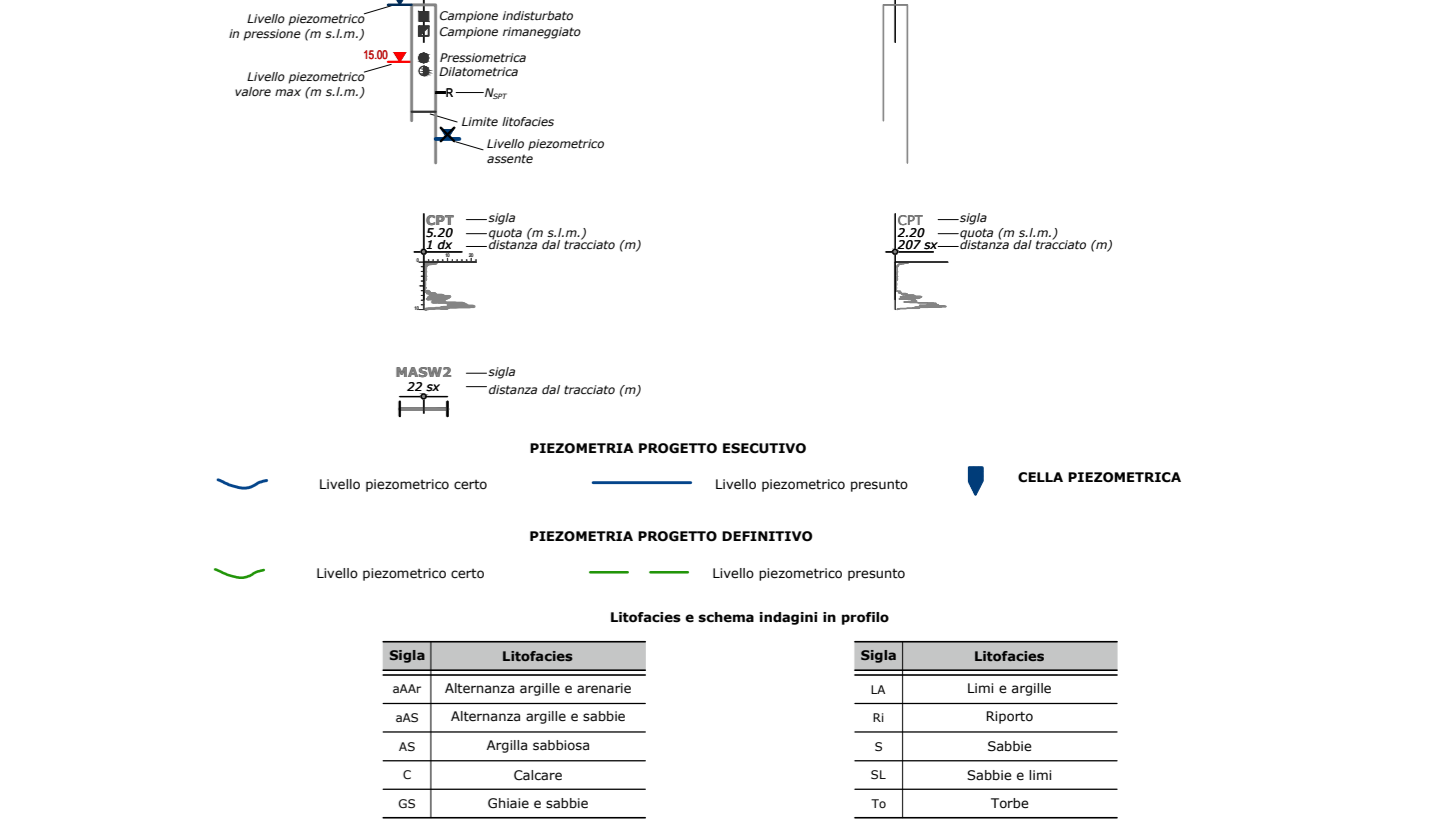 Livello piezometrico
in pressione (m s.l.m.)
Campione indisturbato
Campione rimaneggiato
15.00
Pressiometrica
Dilatometrica
Livello piezometrico
valore max (m s.l.m.)
R
NSPT
Limite litofacies
Livello piezometrico
assente
CPT
sigla
5.20
quota (m s.l.m.)
1 dx
distanza dal tracciato (m)
CPT
sigla
2.20
quota (m s.l.m.)
207 sx
distanza dal tracciato (m)
MASW2
sigla
22 sx
distanza dal tracciato (m)
PIEZOMETRIA PROGETTO ESECUTIVO
Livello piezometrico certo
Livello piezometrico presunto
CELLA PIEZOMETRICA
PIEZOMETRIA PROGETTO DEFINITIVO
Livello piezometrico certo
Livello piezometrico presunto
Litofacies e schema indagini in profilo
Sigla Litofacies
aAAr Alternanza argille e arenarie
aAS Alternanza argille e sabbie
AS Argilla sabbiosa
C Calcare
GS Ghiaie e sabbie
Sigla Litofacies
LA Limi e argille
Ri Riporto
S Sabbie
SL Sabbie e limi
To Torbe